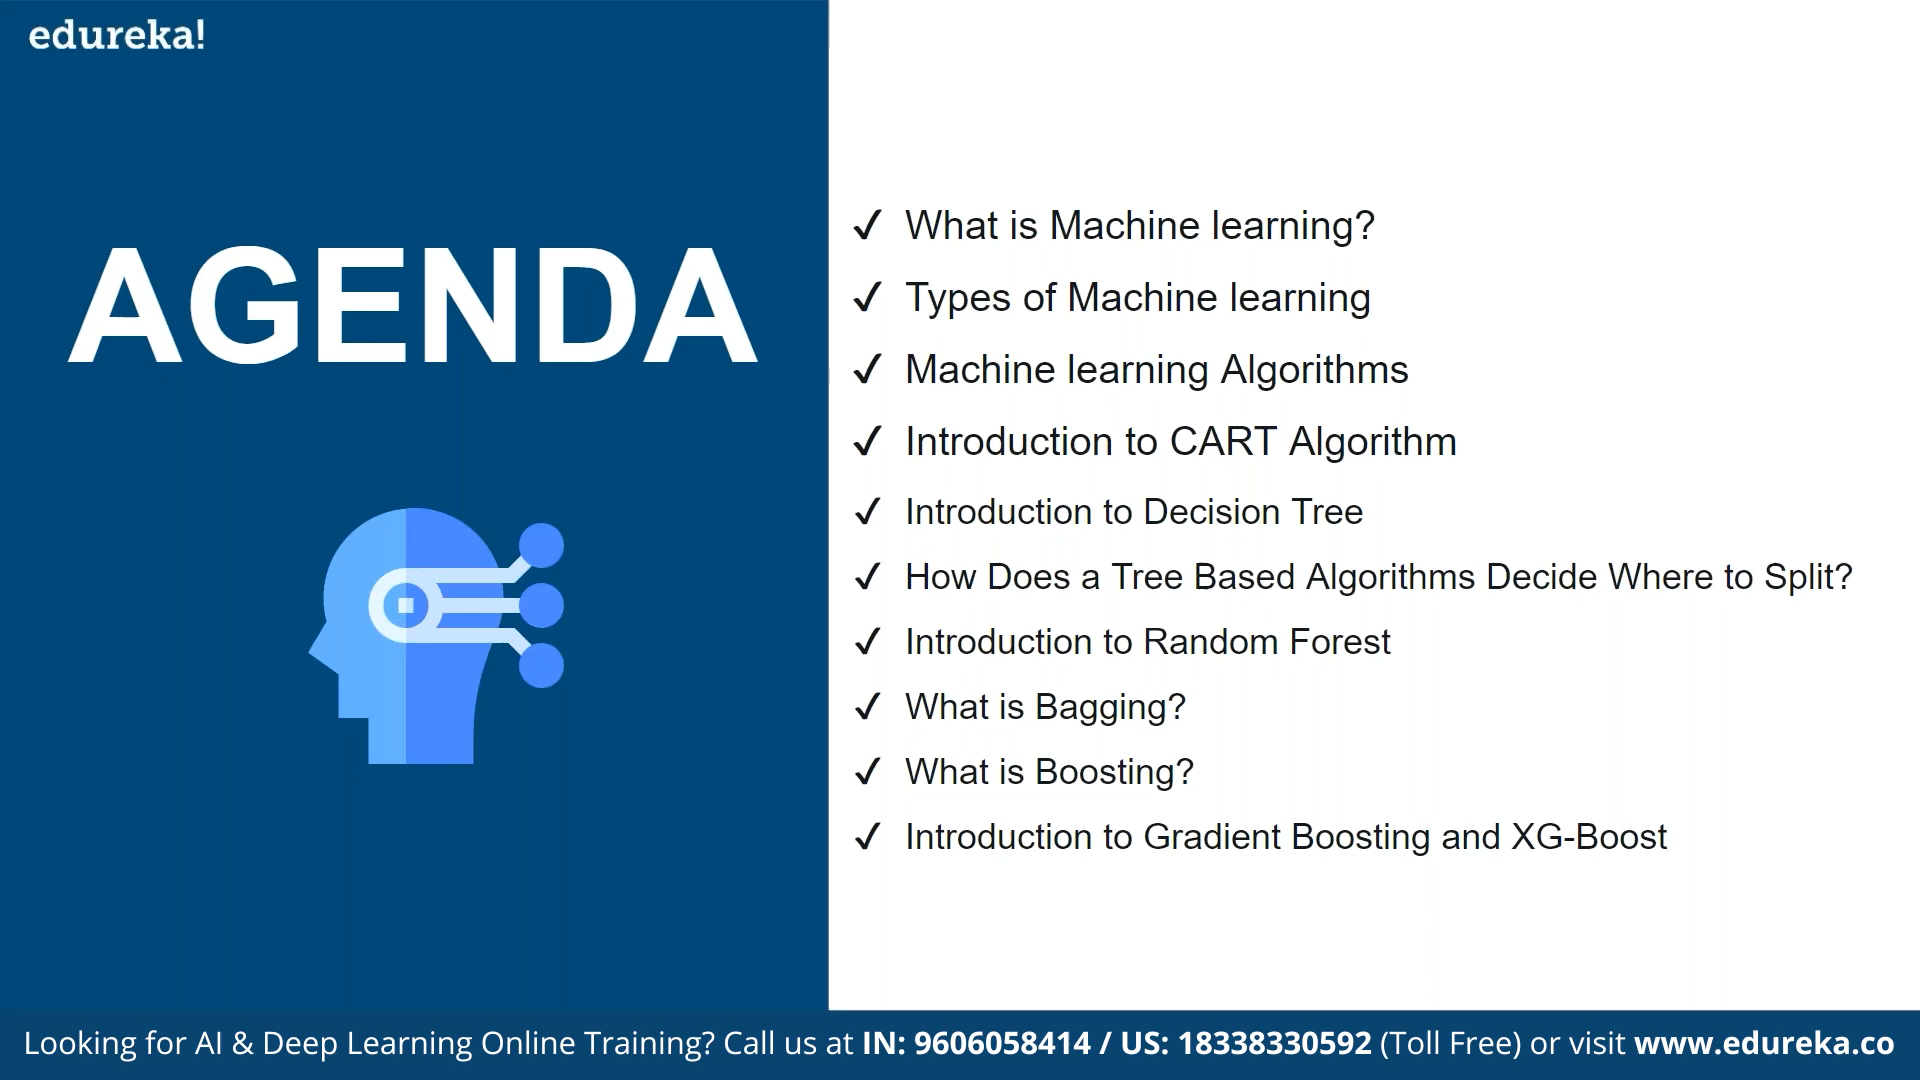 edureka!
AGENDA
✓ What is Machine learning?
✓ Types of Machine learning
✓ Machine learning Algorithms
✓ Introduction to CART Algorithm
✓ Introduction to Decision Tree
✓ How Does a Tree Based Algorithms Decide Where to Split?
✓ Introduction to Random Forest
✓ What is Bagging?
✓ What is Boosting?
✓ Introduction to Gradient Boosting and XG-Boost
Looking for AI & Deep Learning Online Training? Call us at IN: 9606058414 / US: 18338330592 (Toll Free) or visit www.edureka.co